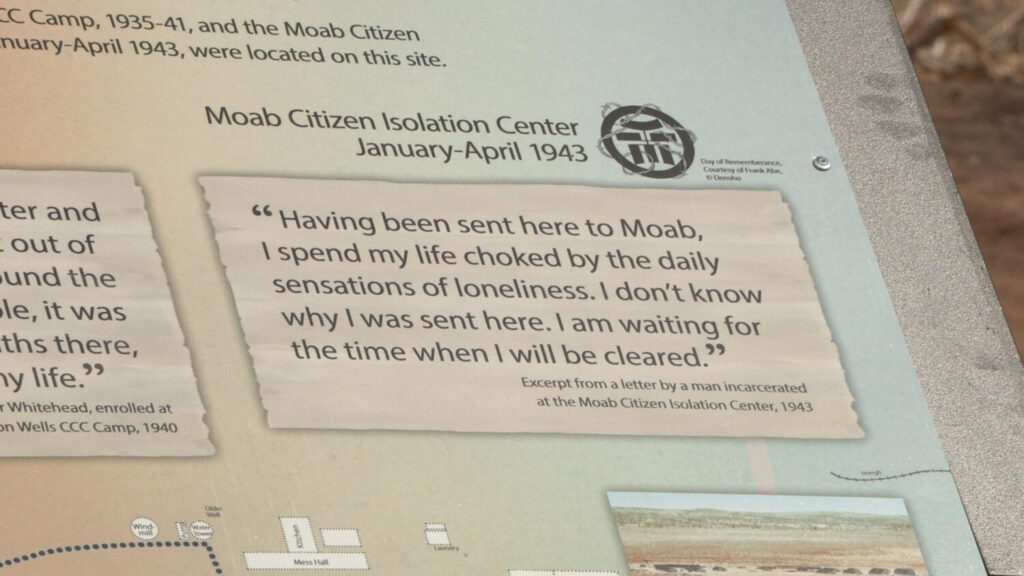 CCC Camp, 1935-41, and the Moab Citizen
nuary-April 1943, were located on this site.
Moab Citizen Isolation Center
January-April 1943
Day of Remembrance,
Courtesy of Frank Abe,
© Densho
ter and
out of
ound the
ple, it was
ths there,
my life.”
r Whitehead, enrolled at
on Wells CCC Camp, 1940
“Having been sent here to Moab,
I spend my life choked by the daily
sensations of loneliness. I don't know
why I was sent here. I am waiting for
the time when I will be cleared.”
Excerpt from a letter by a man incarcerated
at the Moab Citizen Isolation Center, 1943
Older
Well
Wind-
mill
Water
Tower
Kitchen
Mess Hall
Laundry